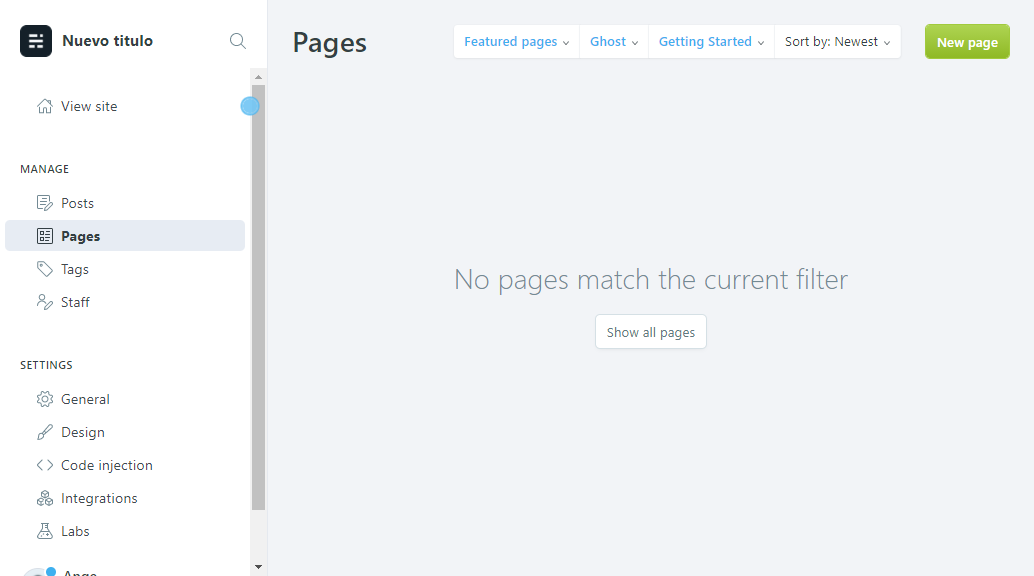 Nuevo titulo
View site
MANAGE
Posts
Pages
Tags
Staff
SETTINGS
General
Design
Code injection
Integrations
Labs
Pages
Featured pages
Ghost
Getting Started
Sort by: Newest
New page
No pages match the current filter
Show all pages